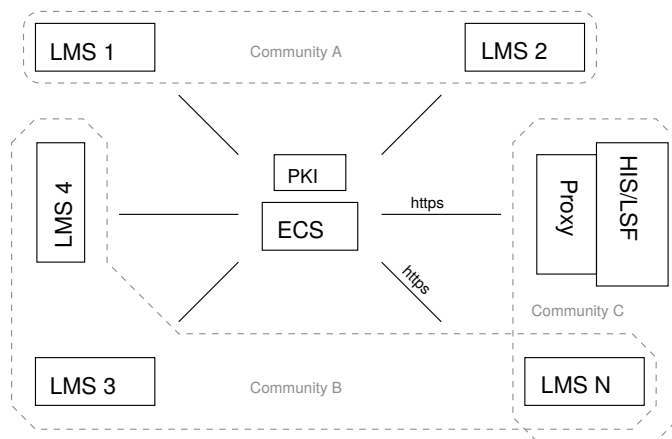 LMS 1
Community A
LMS 2
PKI
LMS 4
ECS
https
Proxy
HIS/LSF
https
Community C
LMS 3
Community B
LMS N